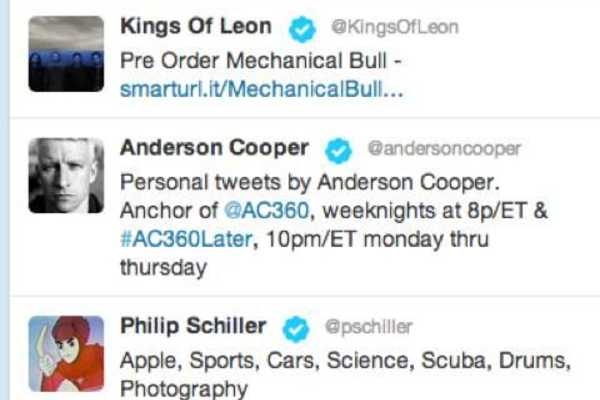 Kings Of Leon @KingsOfLeon
Pre Order Mechanical Bull -
smarturl.it/MechanicalBull...
Anderson Cooper @andersoncooper
Personal tweets by Anderson Cooper.
Anchor of @AC360, weeknights at 8p/ET &
#AC360Later, 10pm/ET monday thru
thursday
Philip Schiller @pschiller
Apple, Sports, Cars, Science, Scuba, Drums,
Photography